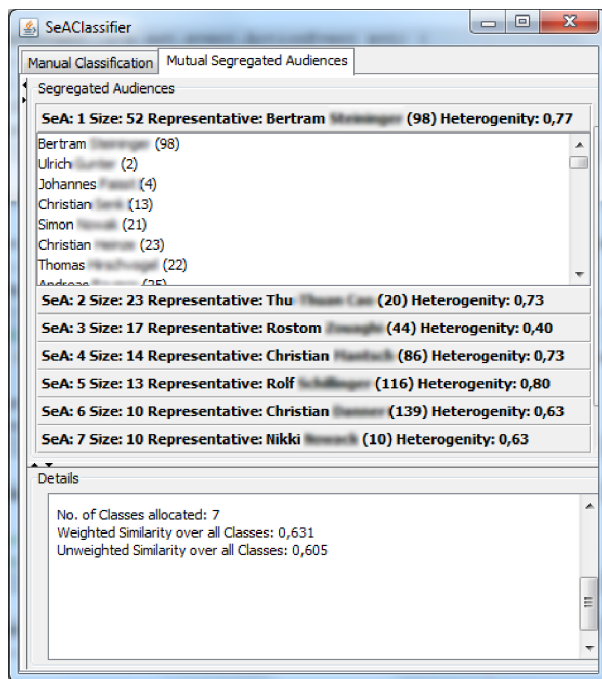 SeAClassifier
Manual Classification Mutual Segregated Audiences
Segregated Audiences
SeA: 1 Size: 52 Representative: Bertram (98) Heterogenity: 0,77
Bertram (98)
Ulrich (2)
Johannes (4)
Christian (13)
Simon (21)
Christian (23)
Thomas (22)
SeA: 2 Size: 23 Representative: Thu (20) Heterogenity: 0,73
SeA: 3 Size: 17 Representative: Rostom (44) Heterogenity: 0,40
SeA: 4 Size: 14 Representative: Christian (86) Heterogenity: 0,73
SeA: 5 Size: 13 Representative: Rolf (116) Heterogenity: 0,80
SeA: 6 Size: 10 Representative: Christian (139) Heterogenity: 0,63
SeA: 7 Size: 10 Representative: Nikki (10) Heterogenity: 0,63
Details
No. of Classes allocated: 7
Weighted Similarity over all Classes: 0,631
Unweighted Similarity over all Classes: 0,605